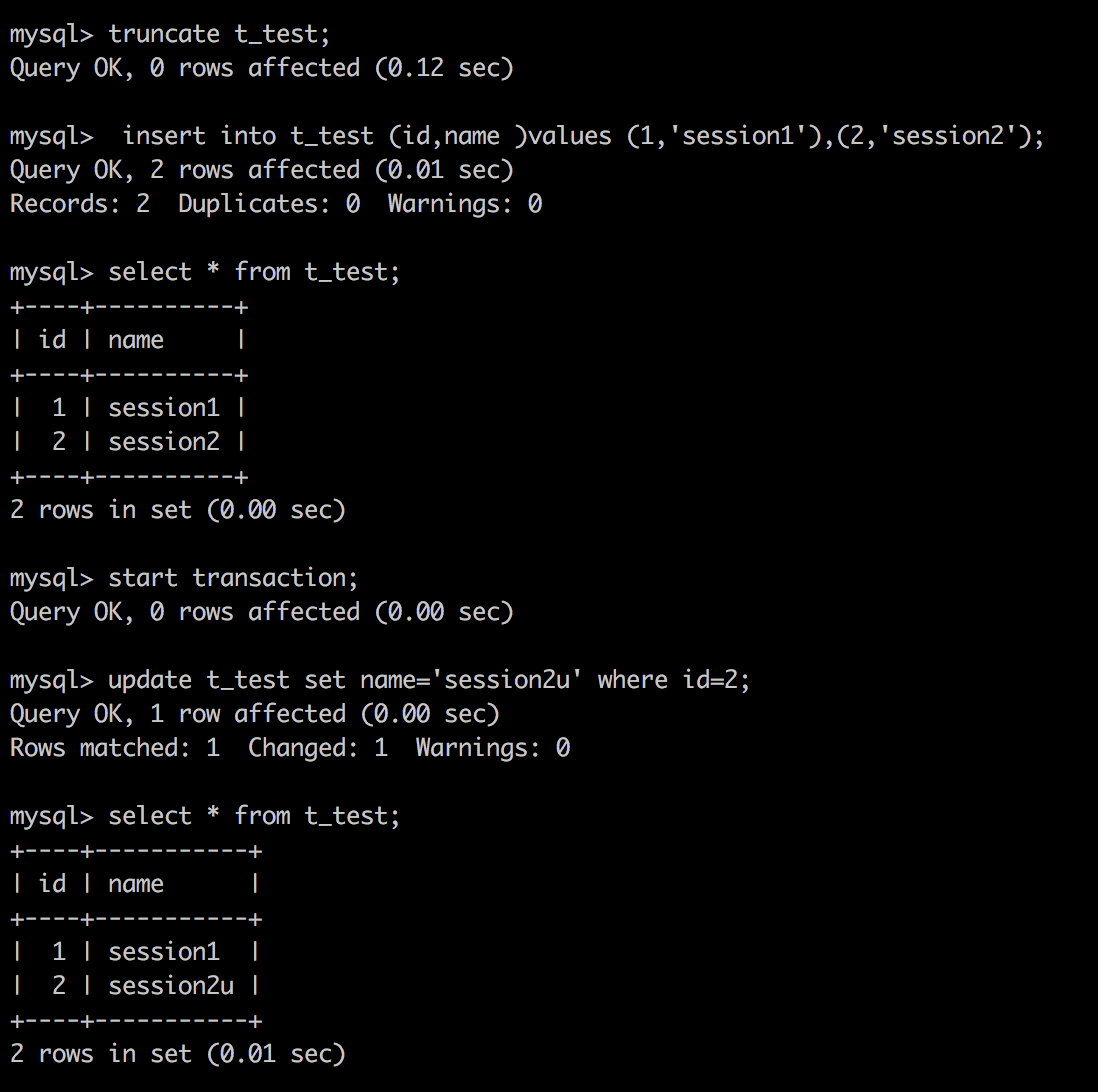 mysql> truncate t_test;
Query OK, 0 rows affected (0.12 sec)

mysql>  insert into t_test (id,name )values (1,'session1'),(2,'session2');
Query OK, 2 rows affected (0.01 sec)
Records: 2  Duplicates: 0  Warnings: 0

mysql> select * from t_test;
+----+----------+
| id | name     |
+----+----------+
|  1 | session1 |
|  2 | session2 |
+----+----------+
2 rows in set (0.00 sec)

mysql> start transaction;
Query OK, 0 rows affected (0.00 sec)

mysql> update t_test set name='session2u' where id=2;
Query OK, 1 row affected (0.00 sec)
Rows matched: 1  Changed: 1  Warnings: 0

mysql> select * from t_test;
+----+-----------+
| id | name      |
+----+-----------+
|  1 | session1  |
|  2 | session2u |
+----+-----------+
2 rows in set (0.01 sec)